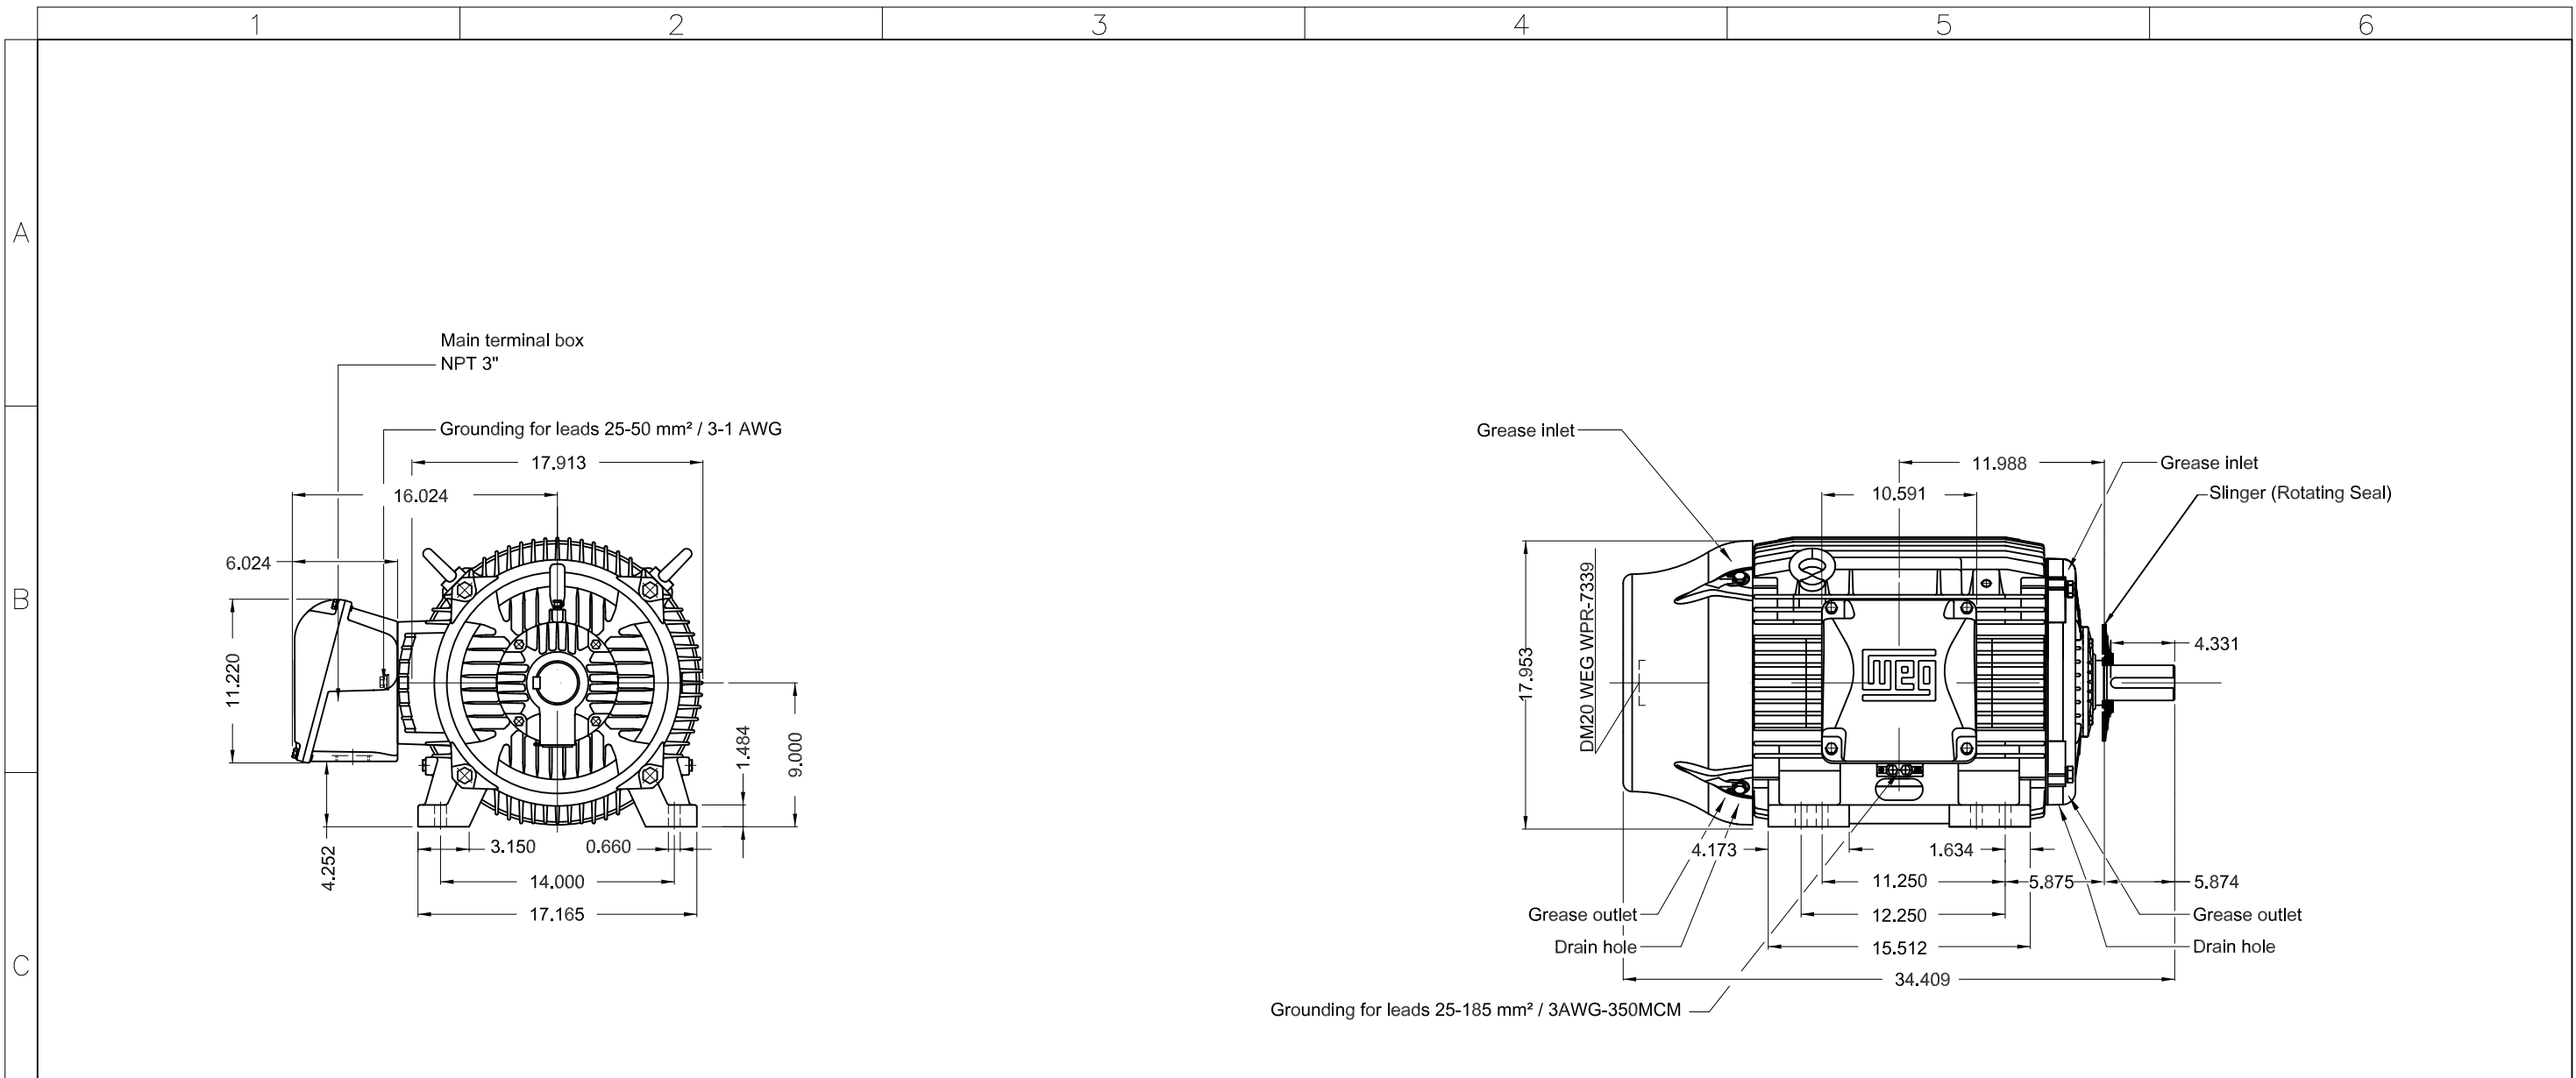 1 2 3 4 5 6
A
B
C
Main terminal box
NPT 3"
Grounding for leads 25-50 mm² / 3-1 AWG
17.913
16.024
6.024
11.220
4.252
1.484
9.000
3.150
0.660
14.000
17.165
Grease inlet
11.988
Grease inlet
10.591
Slinger (Rotating Seal)
17.953
DM20 WEG WPR-7339
weg
4.331
4.173
1.634
11.250
5.875
5.874
Grease outlet
12.250
Grease outlet
Drain hole
15.512
Drain hole
34.409
Grounding for leads 25-185 mm² / 3AWG-350MCM